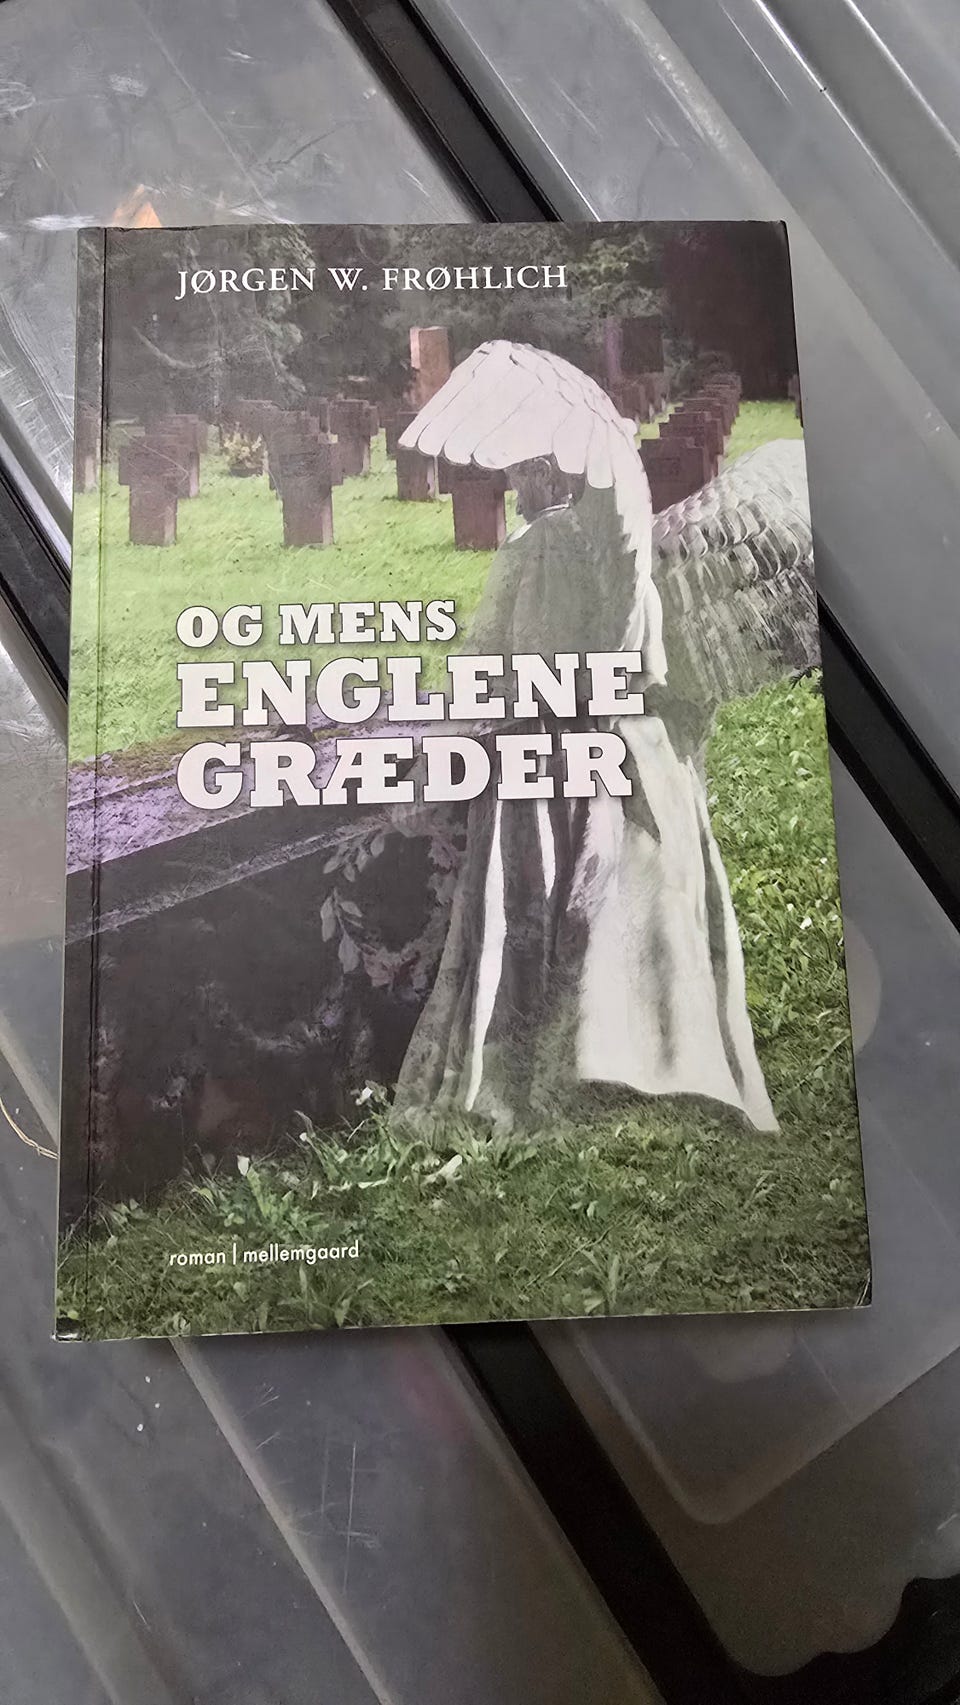 JØRGEN W. FRØHLICH
OG MENS
ENGLENE
GRÆDER
roman | mellemgaard